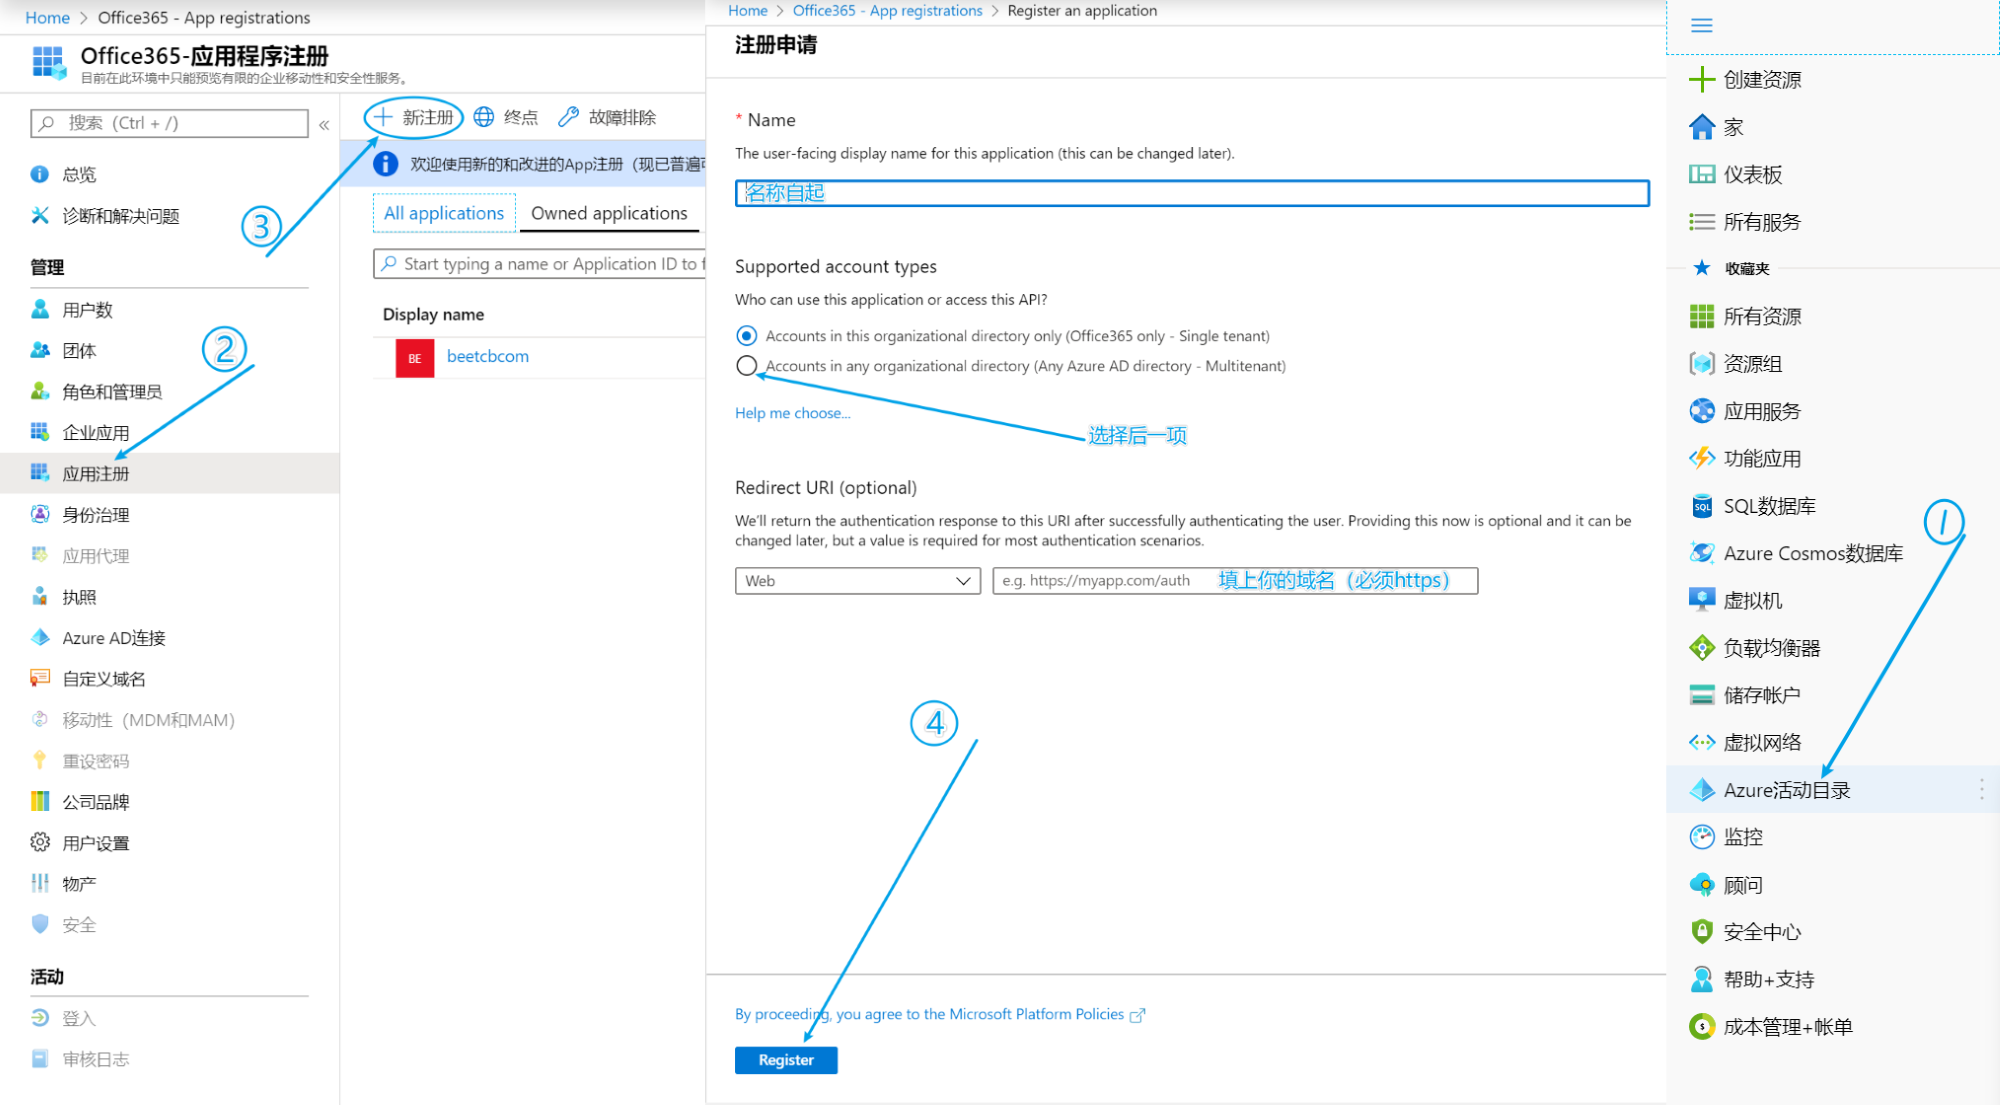 Home > Office365 - App registrations
Office365-应用程序注册
目前在此环境中只能预览有限的企业移动性和安全性服务。
搜索（Ctrl + /） «
总览
诊断和解决问题
管理
用户数
团体
角色和管理员
企业应用
应用注册
身份治理
应用代理
执照
Azure AD连接
自定义域名
移动性（MDM和MAM）
重设密码
公司品牌
用户设置
物产
安全
活动
登入
审核日志
②
③
新注册 终点 故障排除
欢迎使用新的和改进的App注册（现已普遍可
All applications Owned applications
Start typing a name or Application ID to f
Display name
BE beetcbcom
Home > Office365 - App registrations > Register an application
注册申请
* Name
The user-facing display name for this application (this can be changed later).
名称自起
Supported account types
Who can use this application or access this API?
Accounts in this organizational directory only (Office365 only - Single tenant)
Accounts in any organizational directory (Any Azure AD directory - Multitenant)
Help me choose...
选择后一项
Redirect URI (optional)
We'll return the authentication response to this URI after successfully authenticating the user. Providing this now is optional and it can be
changed later, but a value is required for most authentication scenarios.
Web e.g. https://myapp.com/auth 填上你的域名（必须https）
④
By proceeding, you agree to the Microsoft Platform Policies
Register
创建资源
家
仪表板
所有服务
收藏夹
所有资源
资源组
应用服务
功能应用
SQL数据库
Azure Cosmos数据库
虚拟机
负载均衡器
储存帐户
虚拟网络
Azure活动目录
监控
顾问
安全中心
帮助+支持
成本管理+帐单
①